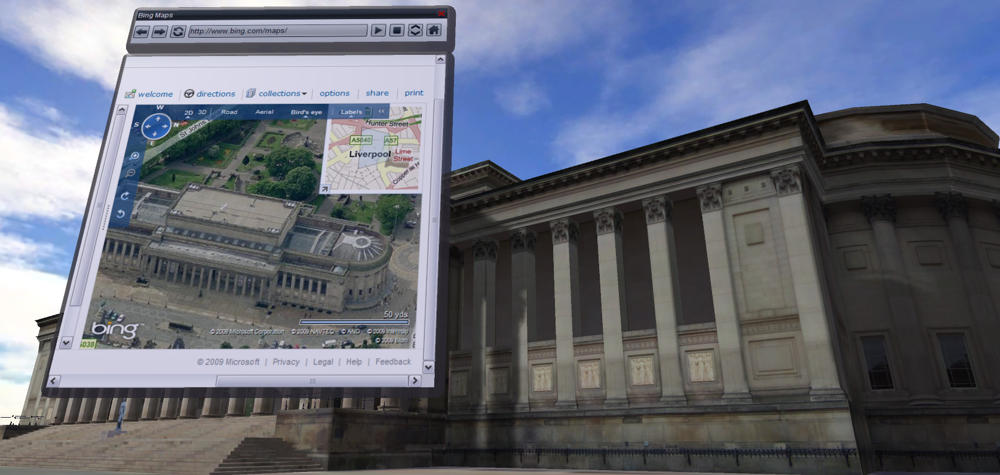 Bing Maps
http://www.bing.com/maps/
welcome directions collections options share print
W
S N
E
2D 3D Road Aerial Bird's eye Labels <<
St Johns
Hunter Street
A5040 A57
Liverpool
Lime
Street
Copperas H
50 yds
bing™
© 2009 Microsoft Corporation © 2009 NAVTEQ © AND © 2009 Intermap
© 2009 Blom
5038
© 2009 Microsoft | Privacy | Legal | Help | Feedback